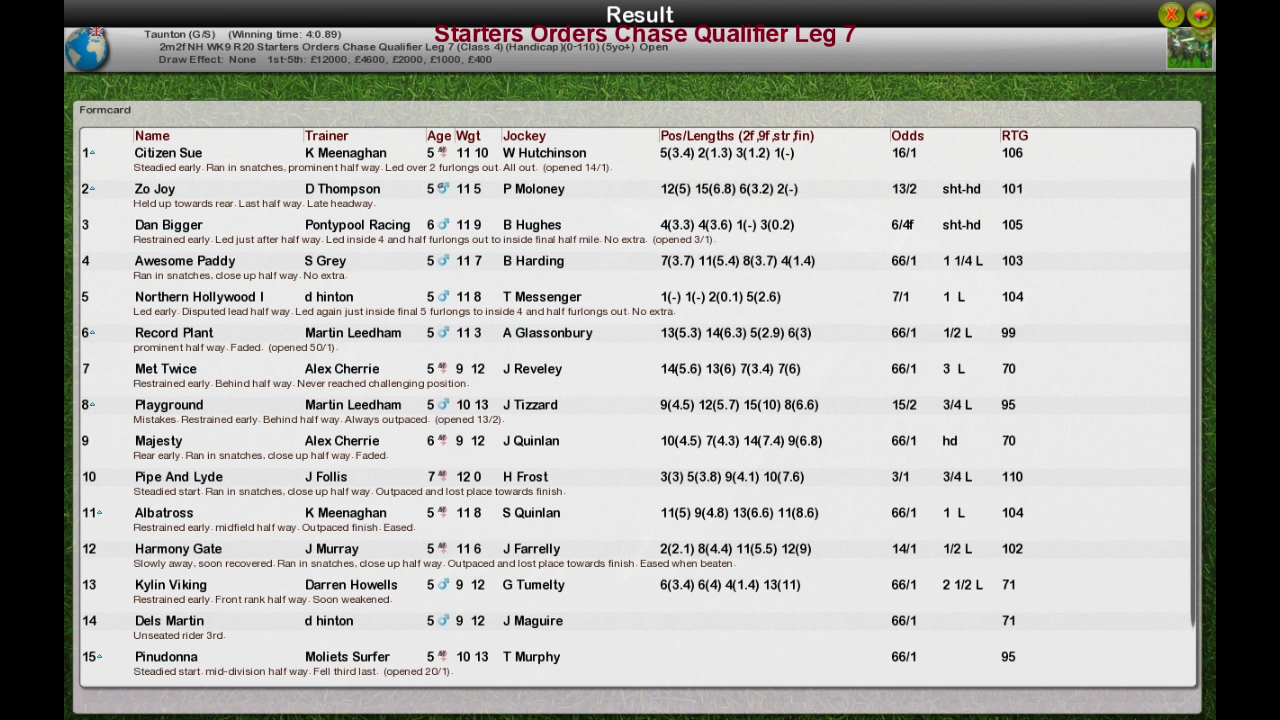 Result
Starters Orders Chase Qualifier Leg 7
Taunton (G/S) (Winning time: 4:0.89)
2m2f NH WK9 R20 Starters Orders Chase Qualifier Leg 7 (Class 4) (Handicap)(0-110) (5yo+) Open
Draw Effect: None 1st-5th: £12000, £4600, £2000, £1000, £400
Formcard
Name Trainer Age Wgt Jockey Pos/Lengths (2f,9f,str,fin) Odds RTG
1 Citizen Sue K Meenaghan 5 11 10 W Hutchinson 5(3.4) 2(1.3) 3(1.2) 1(-) 16/1 106
Steadied early. Ran in snatches, prominent half way. Led over 2 furlongs out. All out. (opened 14/1).
2 Zo Joy D Thompson 5 11 5 P Moloney 12(5) 15(6.8) 6(3.2) 2(-) 13/2 sht-hd 101
Held up towards rear. Last half way. Late headway.
3 Dan Bigger Pontypool Racing 6 11 9 B Hughes 4(3.3) 4(3.6) 1(-) 3(0.2) 6/4f sht-hd 105
Restrained early. Led just after half way. Led inside 4 and half furlongs out to inside final half mile. No extra. (opened 3/1).
4 Awesome Paddy S Grey 5 11 7 B Harding 7(3.7) 11(5.4) 8(3.7) 4(1.4) 66/1 1 1/4 L 103
Ran in snatches, close up half way. No extra.
5 Northern Hollywood I d hinton 5 11 8 T Messenger 1(-) 1(-) 2(0.1) 5(2.6) 7/1 1 L 104
Led early. Disputed lead half way. Led again just inside final 5 furlongs to inside 4 and half furlongs out. No extra.
6 Record Plant Martin Leedham 5 11 3 A Glassonbury 13(5.3) 14(6.3) 5(2.9) 6(3) 66/1 1/2 L 99
prominent half way. Faded. (opened 50/1).
7 Met Twice Alex Cherrie 5 9 12 J Reveley 14(5.6) 13(6) 7(3.4) 7(6) 66/1 3 L 70
Restrained early. Behind half way. Never reached challenging position.
8 Playground Martin Leedham 5 10 13 J Tizzard 9(4.5) 12(5.7) 15(10) 8(6.6) 15/2 3/4 L 95
Mistakes. Restrained early. Behind half way. Always outpaced. (opened 13/2).
9 Majesty Alex Cherrie 6 9 12 J Quinlan 10(4.5) 7(4.3) 14(7.4) 9(6.8) 66/1 hd 70
Rear early. Ran in snatches, close up half way. Faded.
10 Pipe And Lyde J Follis 7 12 0 H Frost 3(3) 5(3.8) 9(4.1) 10(7.6) 3/1 3/4 L 110
Steadied start. Ran in snatches, close up half way. Outpaced and lost place towards finish.
11 Albatross K Meenaghan 5 11 8 S Quinlan 11(5) 9(4.8) 13(6.6) 11(8.6) 66/1 1 L 104
Restrained early. midfield half way. Outpaced finish. Eased.
12 Harmony Gate J Murray 5 11 6 J Farrelly 2(2.1) 8(4.4) 11(5.5) 12(9) 14/1 1/2 L 102
Slowly away, soon recovered. Ran in snatches, close up half way. Outpaced and lost place towards finish. Eased when beaten.
13 Kylin Viking Darren Howells 5 9 12 G Tumelty 6(3.4) 6(4) 4(1.4) 13(11) 66/1 2 1/2 L 71
Restrained early. Front rank half way. Soon weakened.
14 Dels Martin d hinton 5 9 12 J Maguire 66/1 71
Unseated rider 3rd.
15 Pinudonna Moliets Surfer 5 10 13 T Murphy 66/1 95
Steadied start. mid-division half way. Fell third last. (opened 20/1).